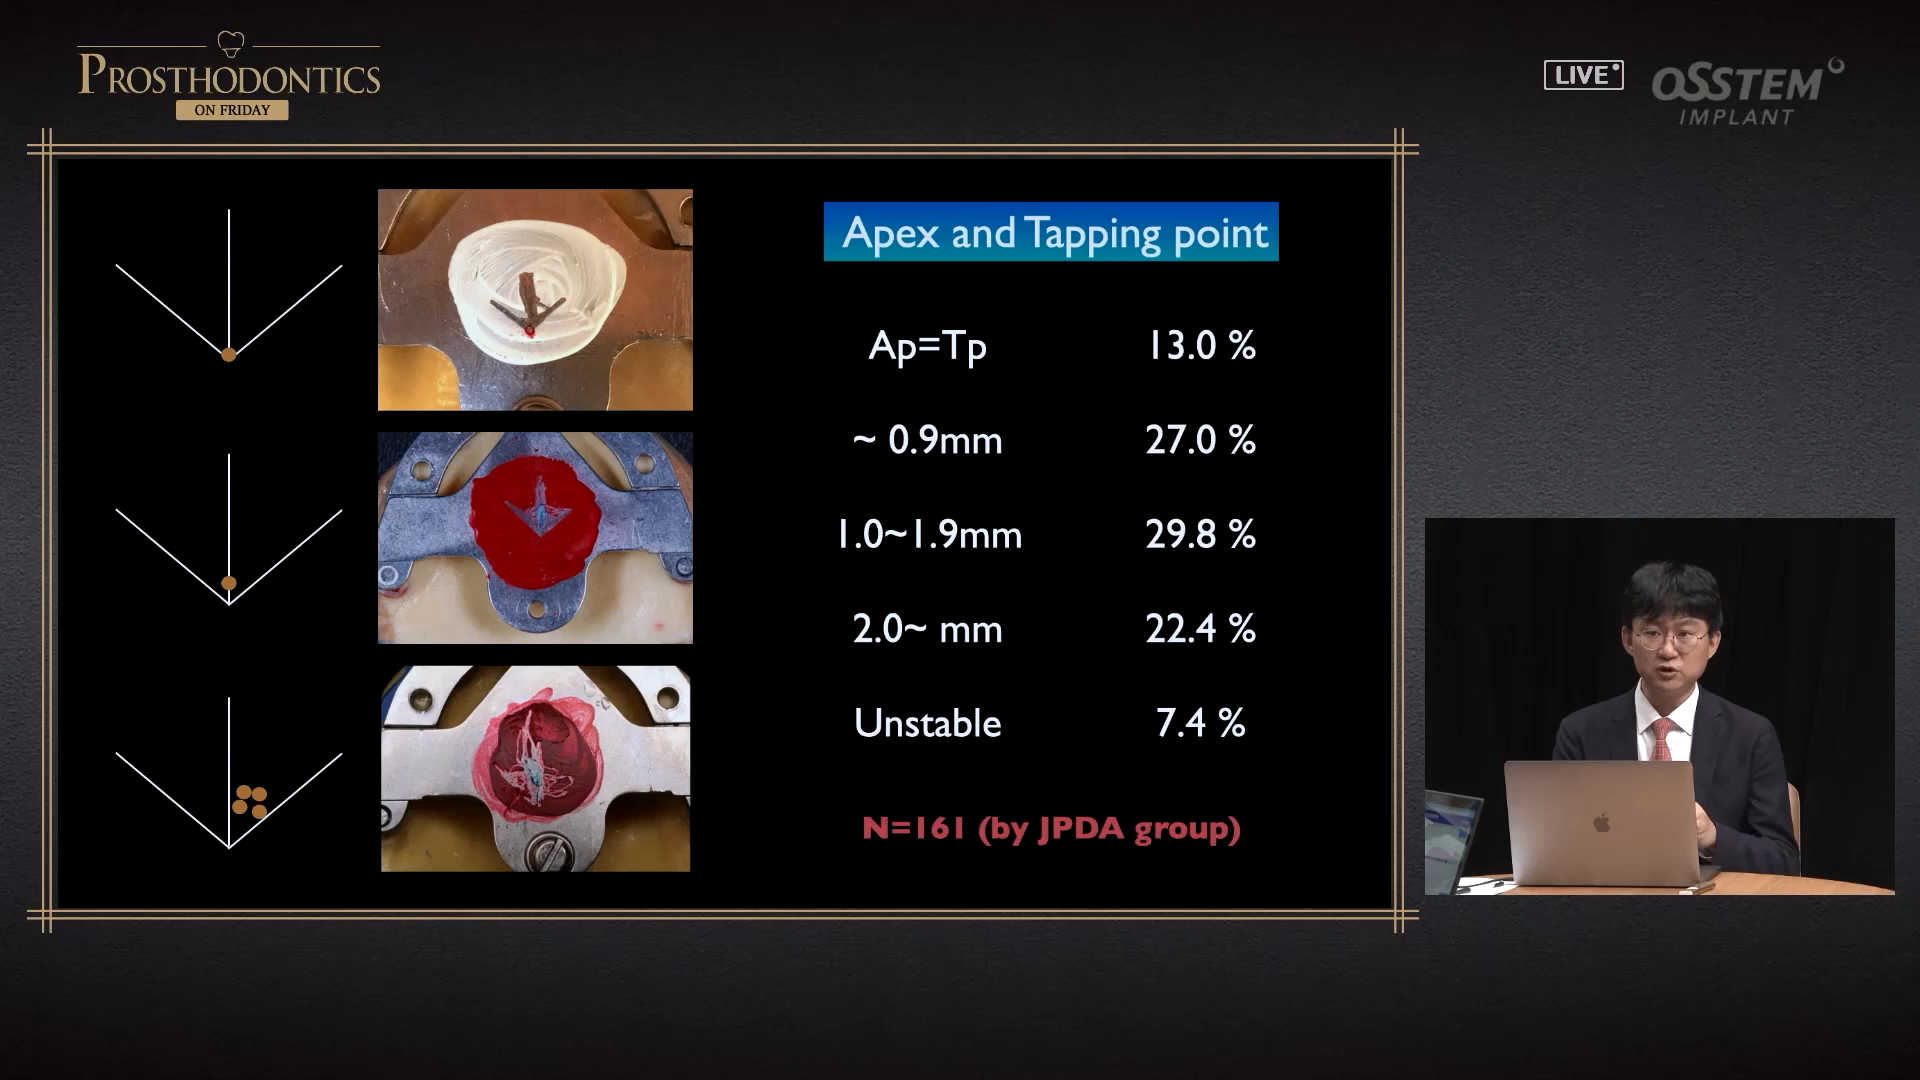 PROSTHODONTICS
ON FRIDAY
LIVE
OSSTEM
IMPLANT
Apex and Tapping point
Ap=Tp 13.0 %
~ 0.9mm 27.0 %
1.0~1.9mm 29.8 %
2.0~ mm 22.4 %
Unstable 7.4 %
N=161 (by JPDA group)